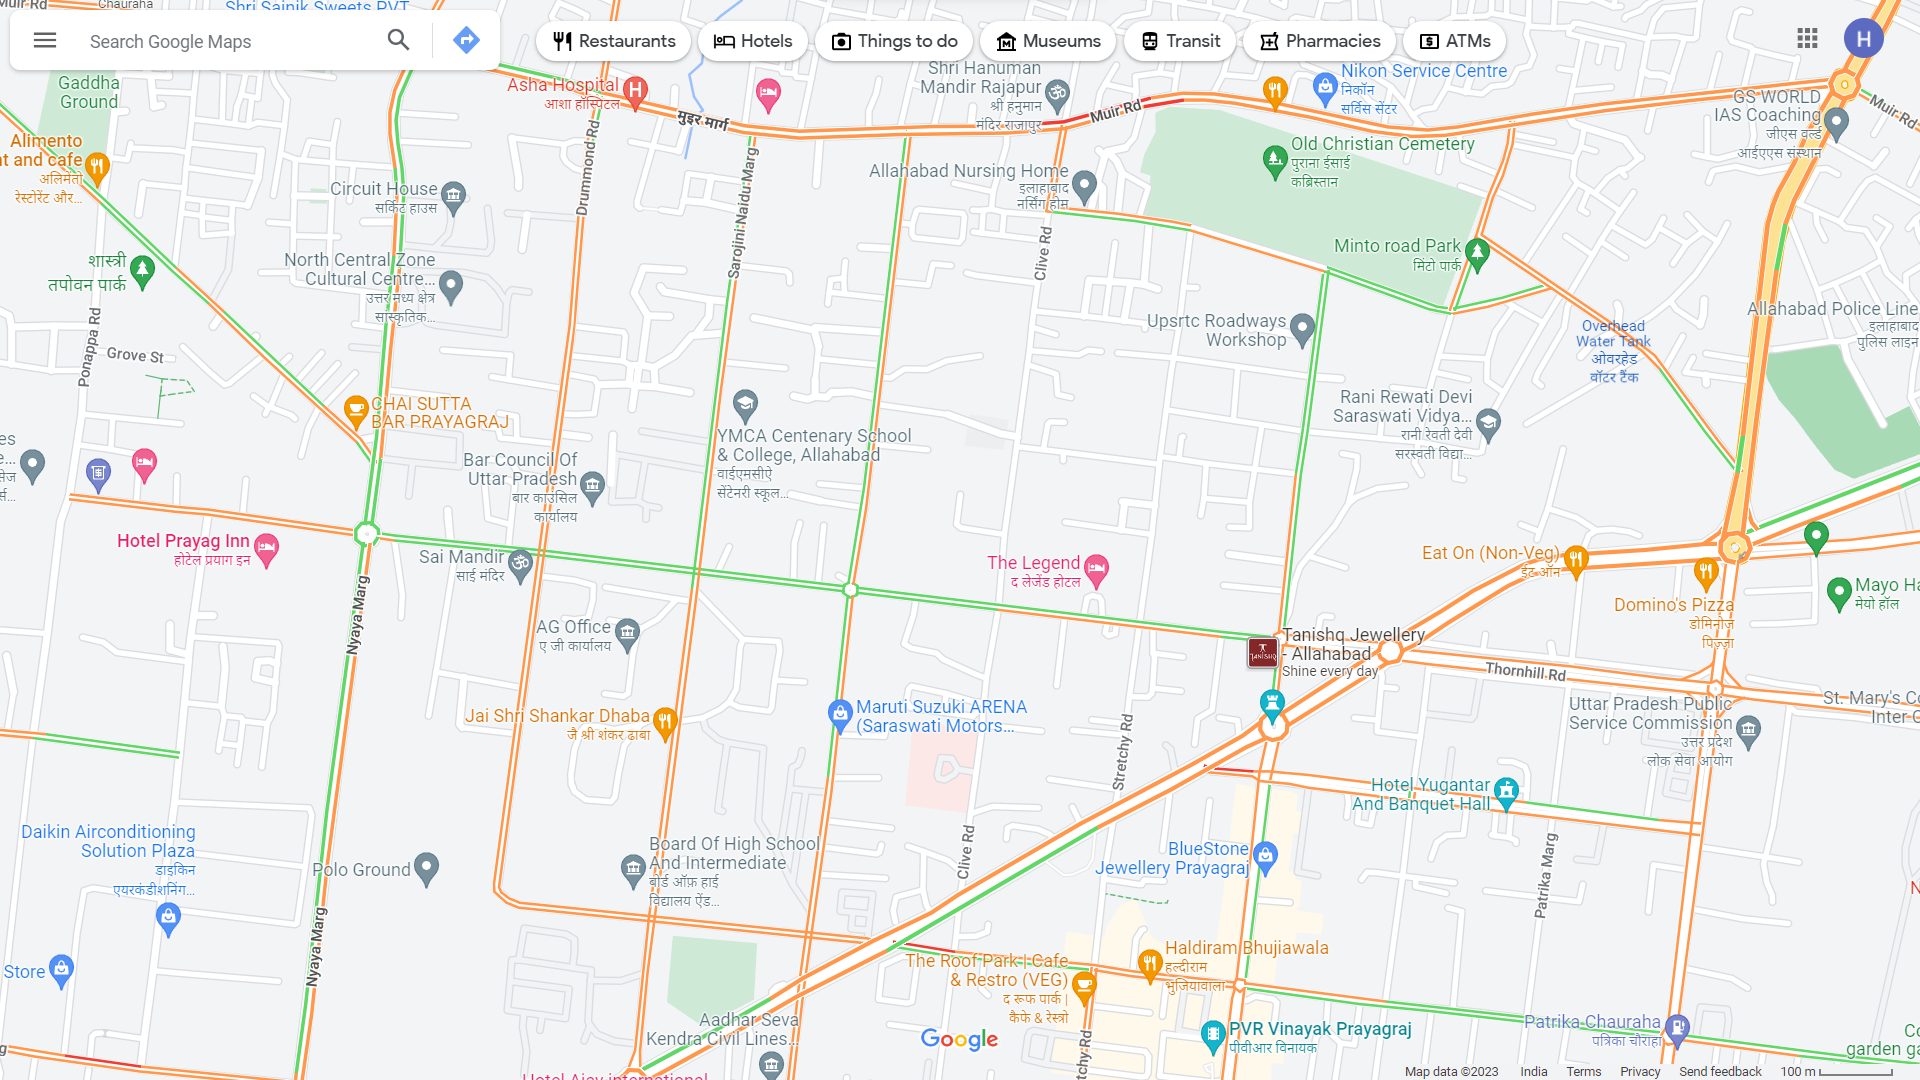 Muir Rd
Chauraha
Shri Sainik Sweets PVT
Search Google Maps
Restaurants
Hotels
Things to do
Museums
Transit
Pharmacies
ATMs
H
Gaddha
Ground
Asha Hospital
आशा हॉस्पिटल
मुइर मार्ग
Shri Hanuman
Mandir Rajapur
श्री हनुमान
मंदिर राजापुर
Muir Rd
Nikon Service Centre
निकॉन
सर्विस सेंटर
GS WORLD
IAS Coaching
जीएस वर्ल्ड
आईएएस संस्थान
Muir Rd
Alimento
at and cafe
अलिमेंतो
रेस्टोरेंट और...
Drummond Rd
Sarojini Naidu Marg
Circuit House
सर्किट हाउस
Allahabad Nursing Home
इलाहाबाद
नर्सिंग होम
Old Christian Cemetery
पुराना ईसाई
कब्रिस्तान
Clive Rd
Minto road Park
मिंटो पार्क
शास्त्री
तपोवन पार्क
North Central Zone
Cultural Centre...
उत्तर मध्य क्षेत्र
सांस्कृतिक...
Upsrtc Roadways
Workshop
Overhead
Water Tank
ओवरहेड
वॉटर टैंक
Allahabad Police Line
इलाहाबाद
पुलिस लाइन
Ponappa Rd
Grove St
CHAI SUTTA
BAR PRAYAGRAJ
YMCA Centenary School
& College, Allahabad
वाईएमसीऐ
सेंटेनरी स्कूल...
Rani Rewati Devi
Saraswati Vidya...
रानी रेवती देवी
सरस्वती विद्या...
Bar Council Of
Uttar Pradesh
बार काउंसिल
कार्यालय
Hotel Prayag Inn
होटेल प्रयाग इन
Sai Mandir
साई मंदिर
The Legend
द लेजेंड होटल
Eat On (Non-Veg)
ईट ऑन
Domino's Pizza
डोमिनोज
पिज़्ज़ा
Mayo Ha
मेयो हॉल
Nyaya Marg
AG Office
ए जी कार्यालय
Tanishq Jewellery
- Allahabad
Shine every day
TANISHQ
Thornhill Rd
Uttar Pradesh Public
Service Commission
उत्तर प्रदेश
लोक सेवा आयोग
St. Mary's Co
Inter C
Jai Shri Shankar Dhaba
जै श्री शंकर ढाबा
Maruti Suzuki ARENA
(Saraswati Motors...
Stretchy Rd
Hotel Yugantar
And Banquet Hall
Daikin Airconditioning
Solution Plaza
डाइकिन
एयरकंडीशनिंग...
Polo Ground
Board Of High School
And Intermediate
बोर्ड ऑफ़ हाई
विद्यालय ऐंड...
Clive Rd
BlueStone
Jewellery Prayagraj
Patrika Marg
Nyaya Marg
Store
The Roof Park | Cafe
& Restro (VEG)
द रूफ पार्क |
कैफे & रेस्त्रो
Haldiram Bhujiawala
हल्दीराम
भुजियावाला
Aadhar Seva
Kendra Civil Lines...
Google
PVR Vinayak Prayagraj
पीवीआर विनायक
Patrika Chauraha
पत्रिका चौराहा
garden ga
tchy Rd
Hotel Ajay international
Map data ©2023
India
Terms
Privacy
Send feedback
100 m